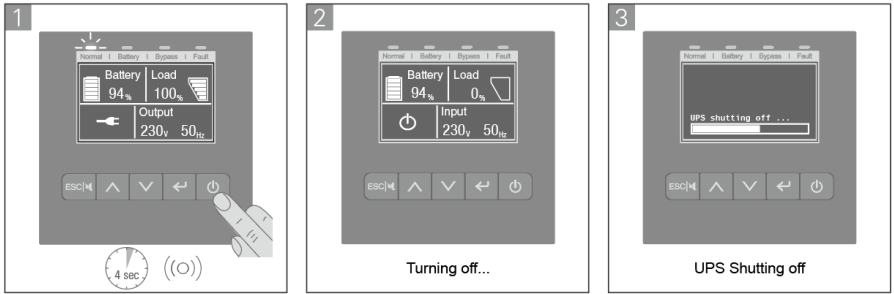 1
Normal | Battery | Bypass | Fault
Battery Load
94% 100%
Output
230V 50Hz
ESC
4 sec
2
Normal | Battery | Bypass | Fault
Battery Load
94% 0%
Input
230V 50Hz
ESC
Turning off...
3
Normal | Battery | Bypass | Fault
UPS shutting off ...
ESC
UPS Shutting off